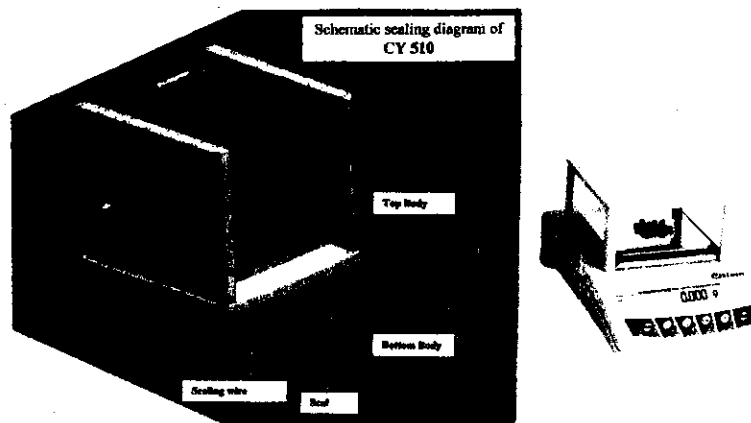 Schematic sealing diagram of
CY 510
Top Body
Bottom Body
Sealing wire
Seal
0.000 g